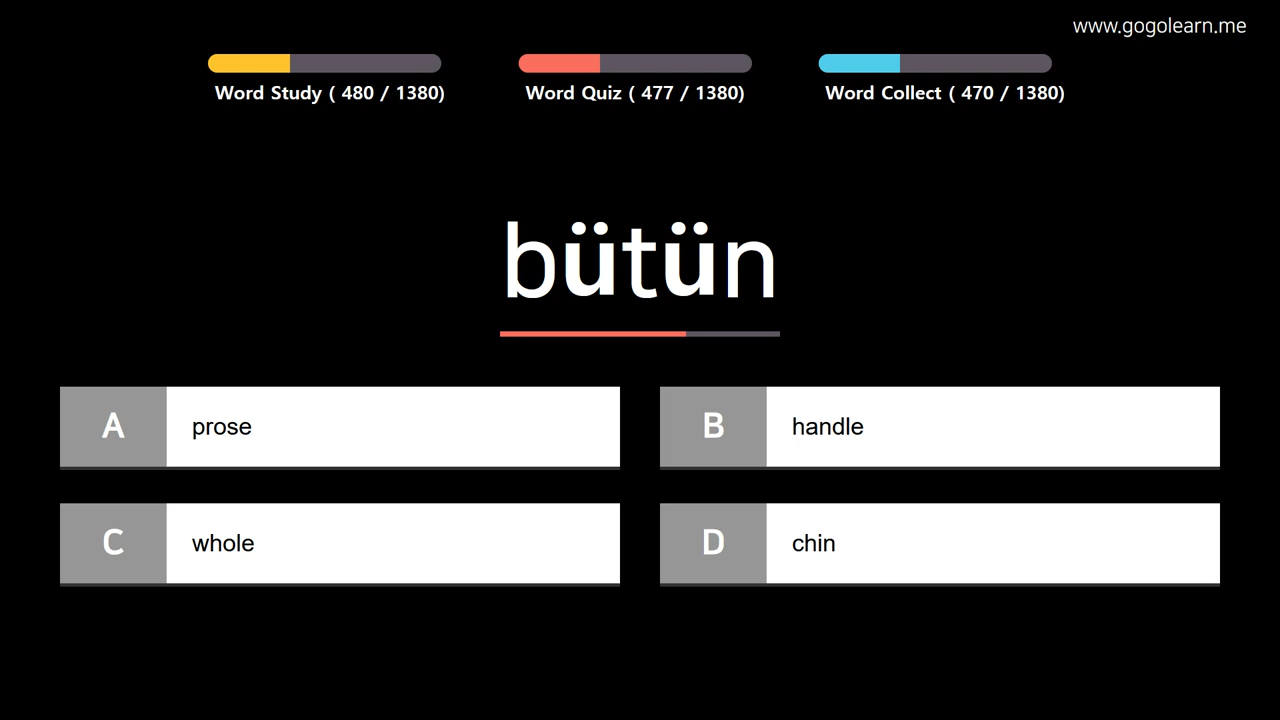 www.gogolearn.me
Word Study ( 480 / 1380)
Word Quiz ( 477 / 1380)
Word Collect ( 470 / 1380)
bütün
A prose
B handle
C whole
D chin